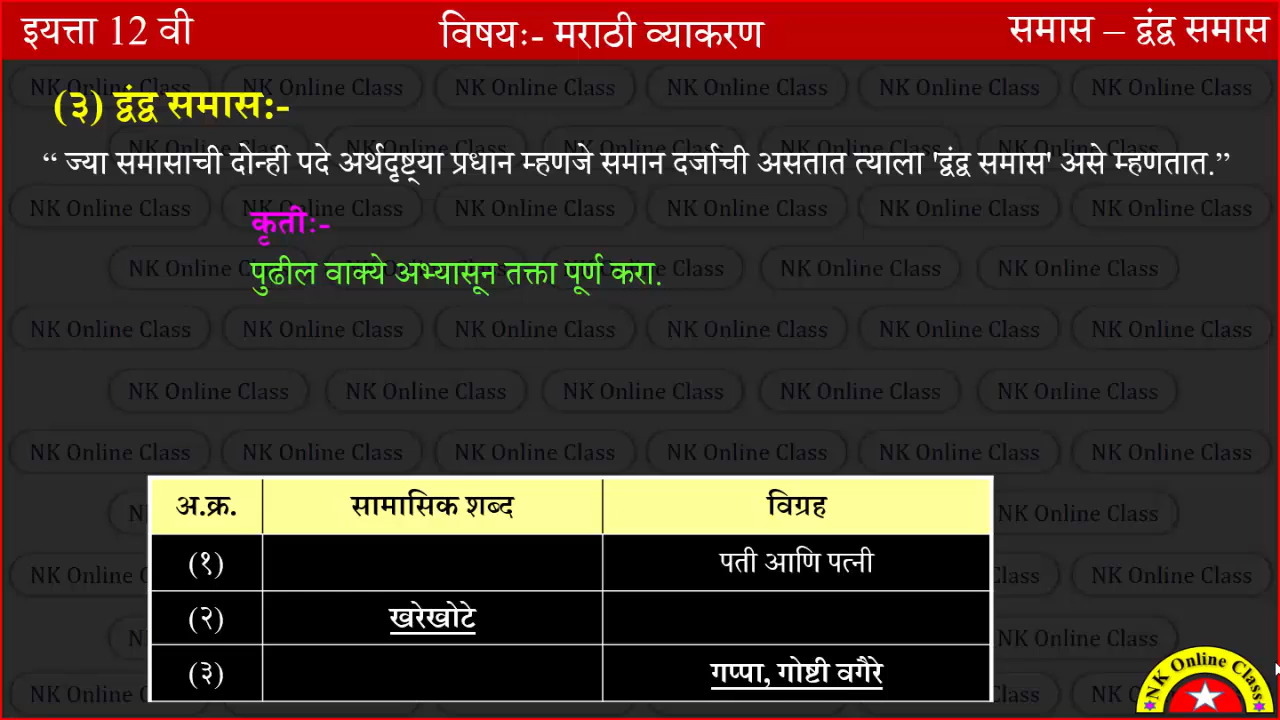 इयत्ता 12 वी विषयः- मराठी व्याकरण समास – द्वंद्व समास
(३) द्वंद्व समासः-
“ ज्या समासाची दोन्ही पदे अर्थदृष्ट्या प्रधान म्हणजे समान दर्जाची असतात त्याला 'द्वंद्व समास' असे म्हणतात.”
कृतीः-
पुढील वाक्ये अभ्यासून तक्ता पूर्ण करा.
अ.क्र. सामासिक शब्द विग्रह
(१) पती आणि पत्नी
(२) खरेखोटे
(३) गप्पा, गोष्टी वगैरे
NK Online Class